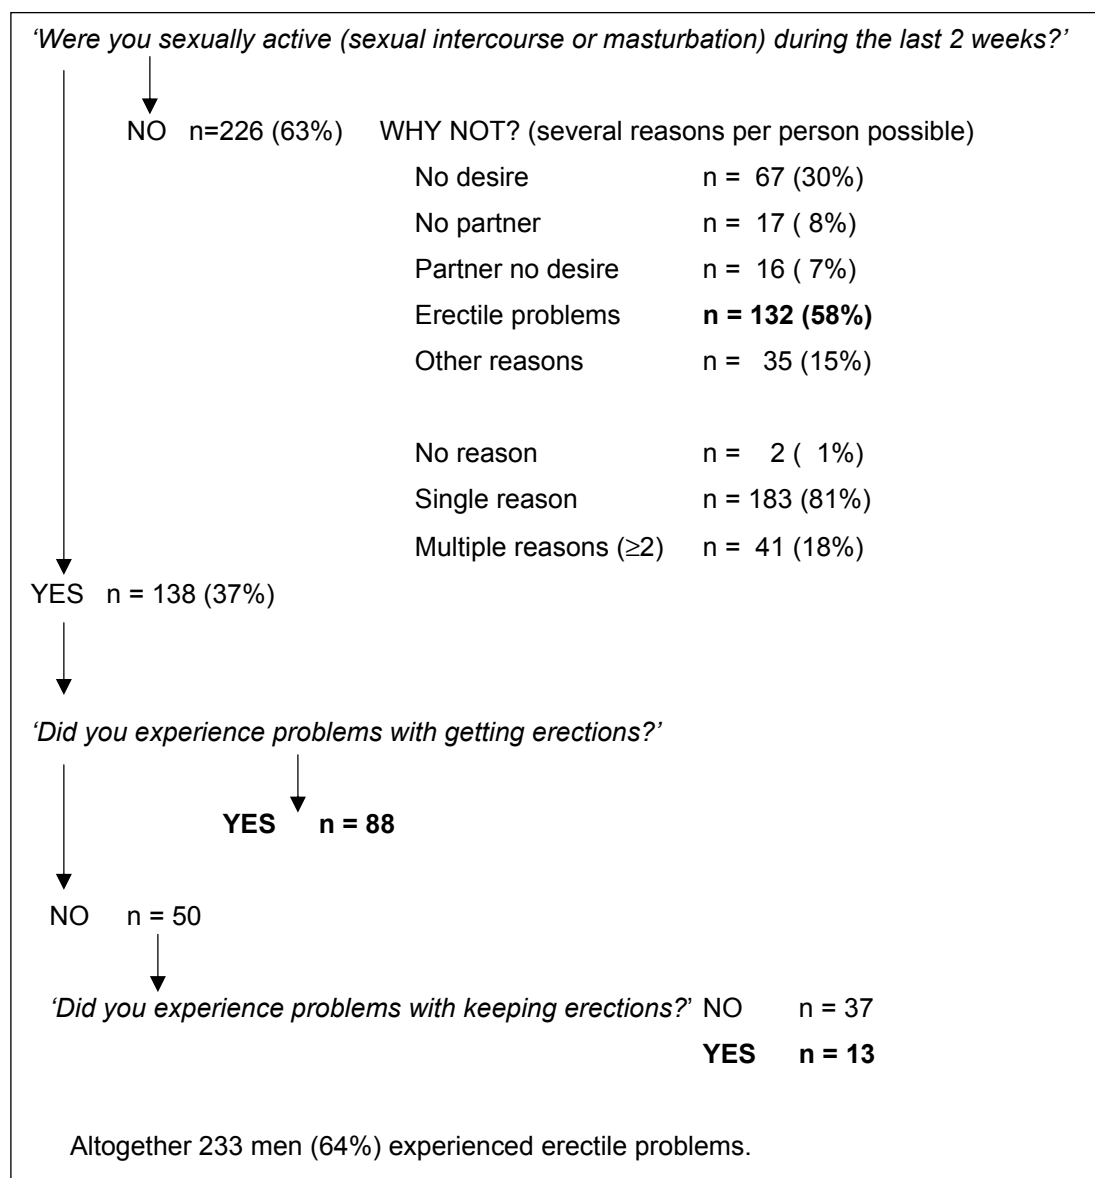 ‘Were you sexually active (sexual intercourse or masturbation) during the last 2 weeks?’
NO n=226 (63%) WHY NOT? (several reasons per person possible)
No desire n = 67 (30%)
No partner n = 17 ( 8%)
Partner no desire n = 16 ( 7%)
Erectile problems n = 132 (58%)
Other reasons n = 35 (15%)
No reason n = 2 ( 1%)
Single reason n = 183 (81%)
Multiple reasons (≥2) n = 41 (18%)
YES n = 138 (37%)
‘Did you experience problems with getting erections?’
YES n = 88
NO n = 50
‘Did you experience problems with keeping erections?’ NO n = 37
YES n = 13
Altogether 233 men (64%) experienced erectile problems.